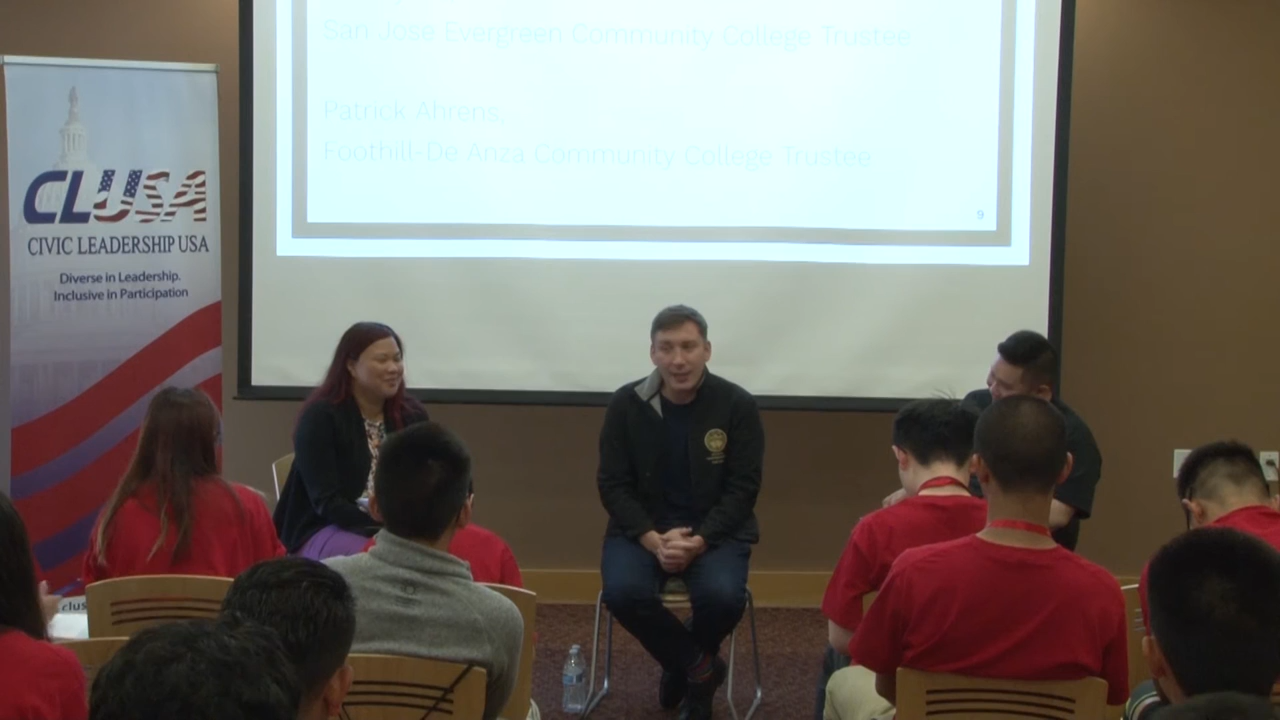 San Jose Evergreen Community College Trustee
Patrick Ahrens,
Foothill-De Anza Community College Trustee
9
CLUSA
CIVIC LEADERSHIP USA
Diverse in Leadership.
Inclusive in Participation
clus